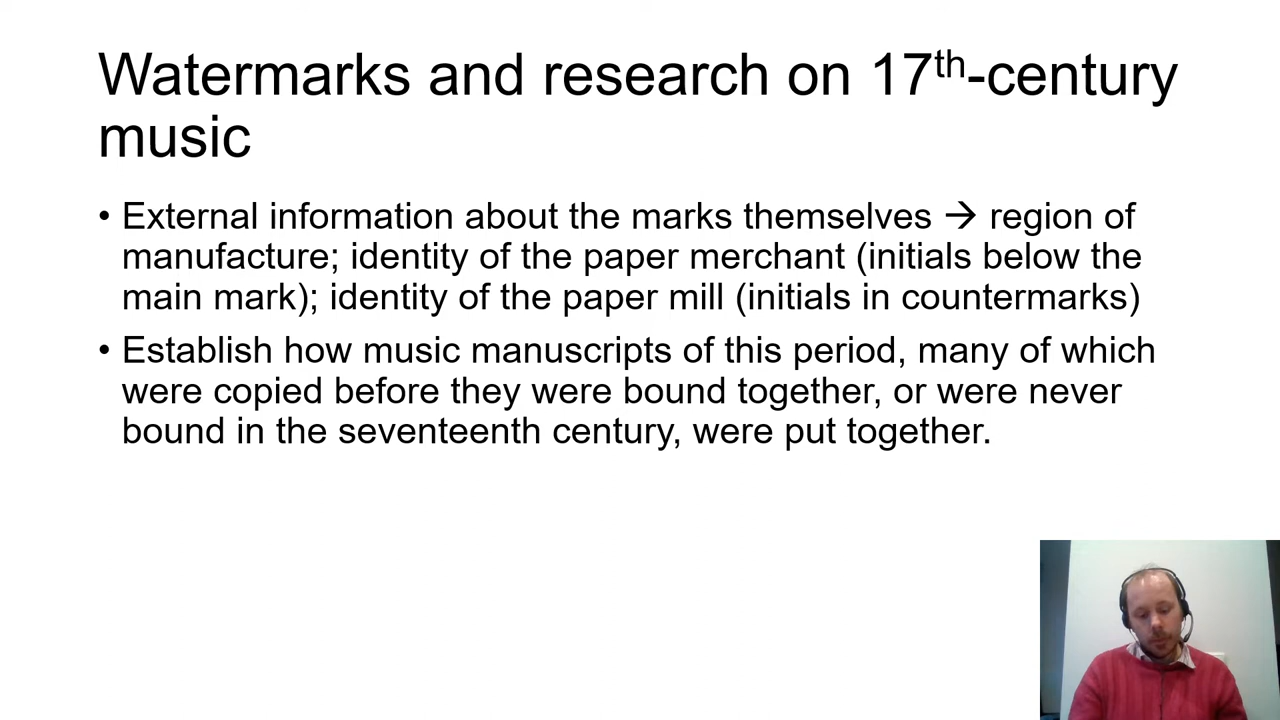 Watermarks and research on 17th-century
music
• External information about the marks themselves → region of
manufacture; identity of the paper merchant (initials below the
main mark); identity of the paper mill (initials in countermarks)
• Establish how music manuscripts of this period, many of which
were copied before they were bound together, or were never
bound in the seventeenth century, were put together.